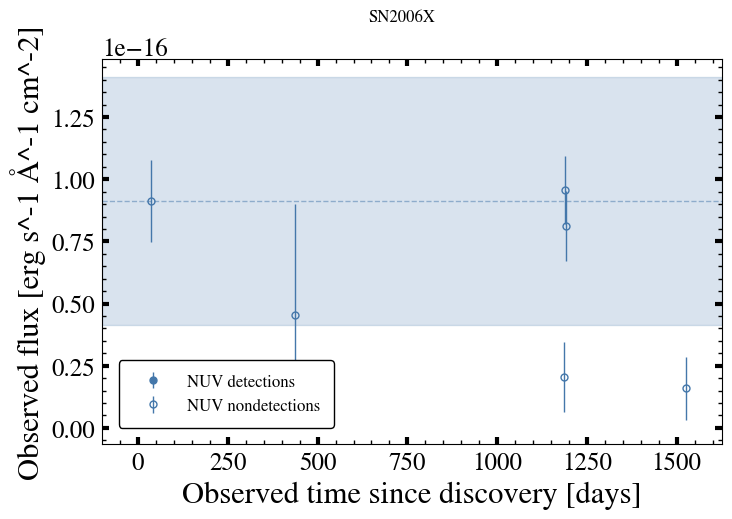 SN2006X
1e−16
Observed flux [erg s^-1 Å^-1 cm^-2]
1.25
1.00
0.75
0.50
0.25
0.00
NUV detections
NUV nondetections
0 250 500 750 1000 1250 1500
Observed time since discovery [days]